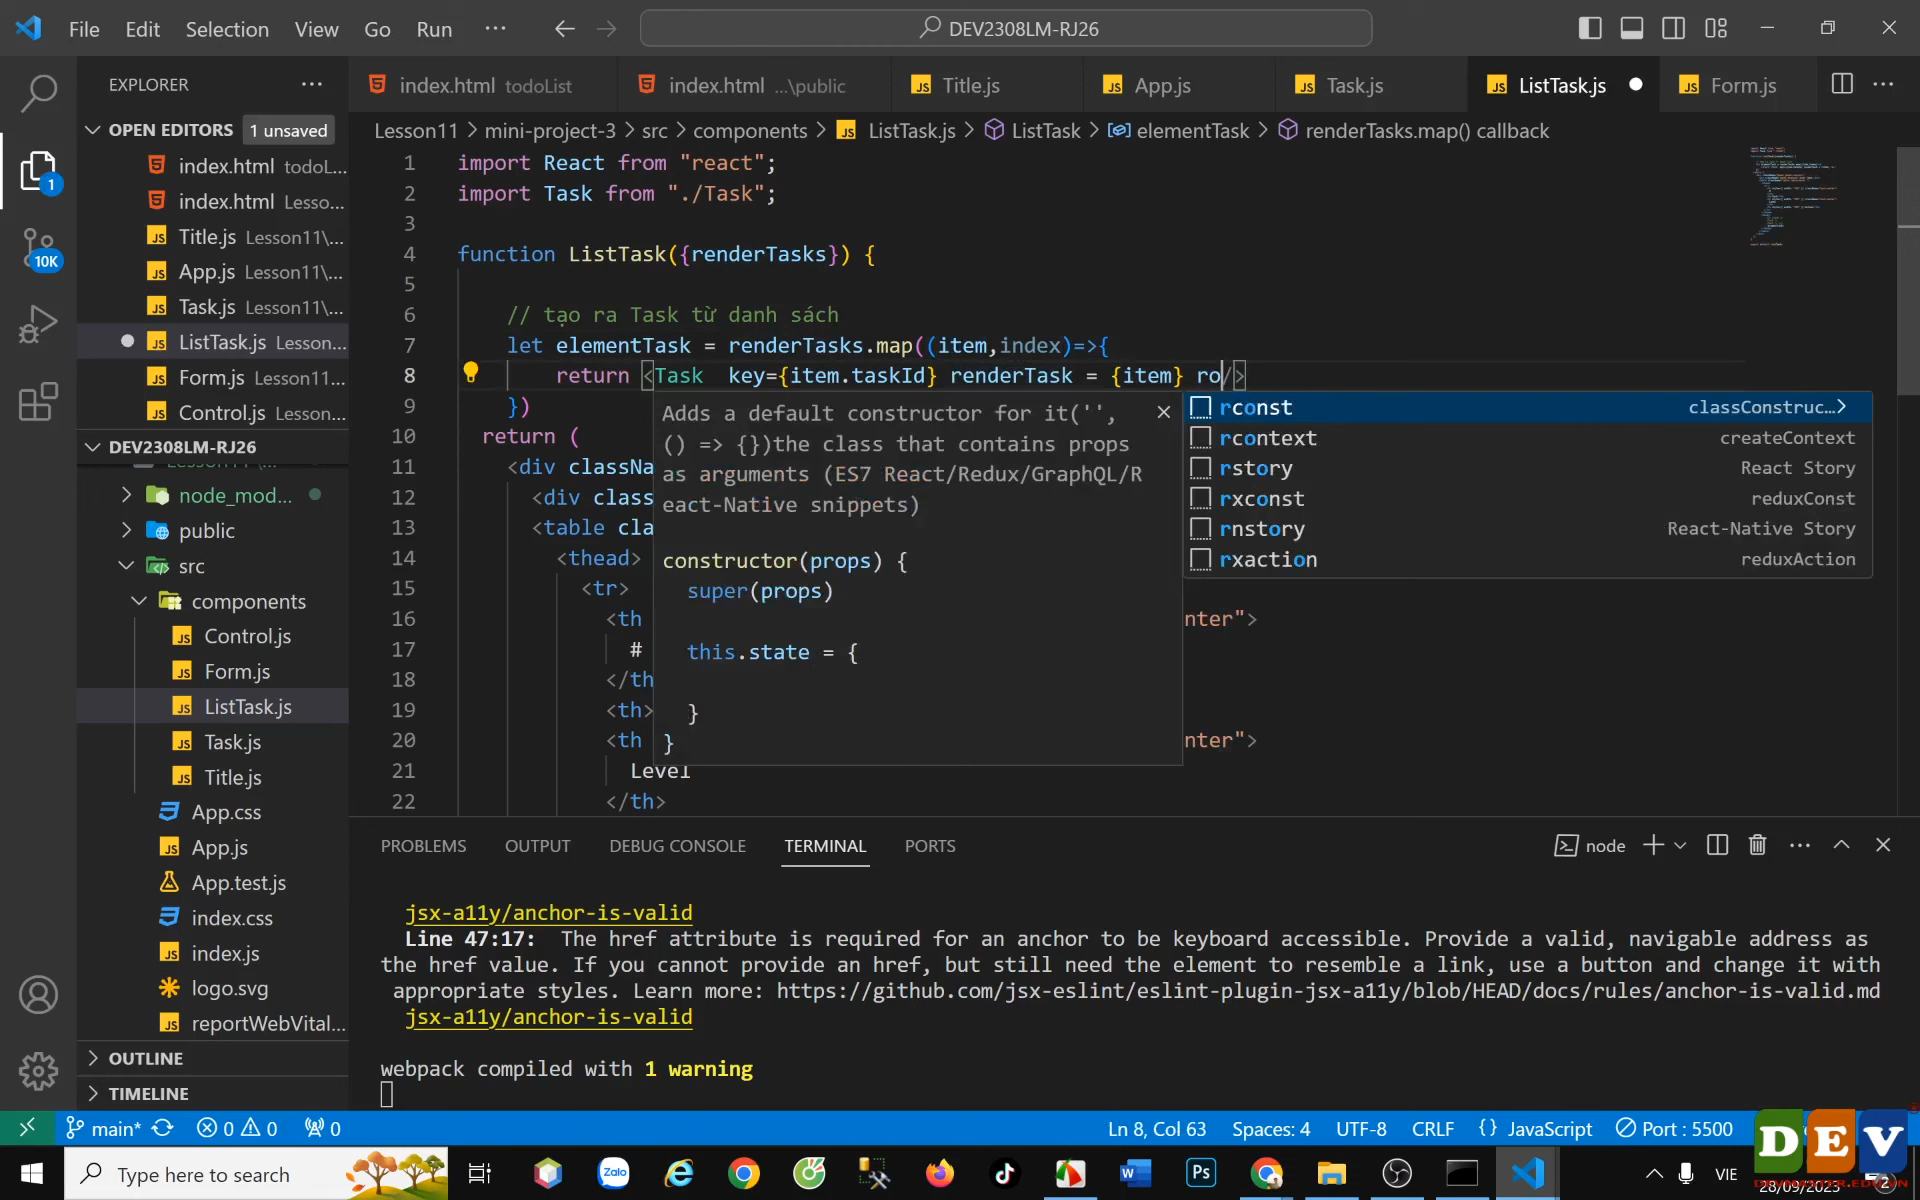 File Edit Selection View Go Run ··· DEV2308LM-RJ26
EXPLORER ···
index.html todoList
index.html ...\public
Title.js
App.js
Task.js
ListTask.js
Form.js
OPEN EDITORS 1 unsaved
Lesson11 > mini-project-3 > src > components > ListTask.js > ListTask > elementTask > renderTasks.map() callback
index.html todoL...
index.html Lesso...
Title.js Lesson11\...
App.js Lesson11\...
Task.js Lesson11\...
ListTask.js Lesson...
Form.js Lesson11\...
Control.js Lesson...
DEV2308LM-RJ26
node_mod...
public
src
components
Control.js
Form.js
ListTask.js
Task.js
Title.js
App.css
App.js
App.test.js
index.css
index.js
logo.svg
reportWebVital...
OUTLINE
TIMELINE
1 import React from "react";
2 import Task from "./Task";
3
4 function ListTask({renderTasks}) {
5
6 // tạo ra Task từ danh sách
7 let elementTask = renderTasks.map((item,index)=>{
8 return <Task key={item.taskId} renderTask = {item} ro/>
9 })
10 return (
11 <div classNa
12 <div class
13 <table cla
14 <thead>
15 <tr>
16 <th nter">
17 #
18 </th
19 <th>
20 <th nter">
21 Level
22 </th>
Adds a default constructor for it('',
() => {})the class that contains props
as arguments (ES7 React/Redux/GraphQL/R
eact-Native snippets)
constructor(props) {
super(props)
this.state = {
}
}
rconst classConstruc...>
rcontext createContext
rstory React Story
rxconst reduxConst
rnstory React-Native Story
rxaction reduxAction
PROBLEMS OUTPUT DEBUG CONSOLE TERMINAL PORTS node
jsx-a11y/anchor-is-valid
Line 47:17: The href attribute is required for an anchor to be keyboard accessible. Provide a valid, navigable address as
the href value. If you cannot provide an href, but still need the element to resemble a link, use a button and change it with
appropriate styles. Learn more: https://github.com/jsx-eslint/eslint-plugin-jsx-a11y/blob/HEAD/docs/rules/anchor-is-valid.md
jsx-a11y/anchor-is-valid
webpack compiled with 1 warning
1
10K
main* 0 0 0 Ln 8, Col 63 Spaces: 4 UTF-8 CRLF {} JavaScript Port : 5500
Type here to search Zalo W Ps VIE
28/09/2023
2
DEV